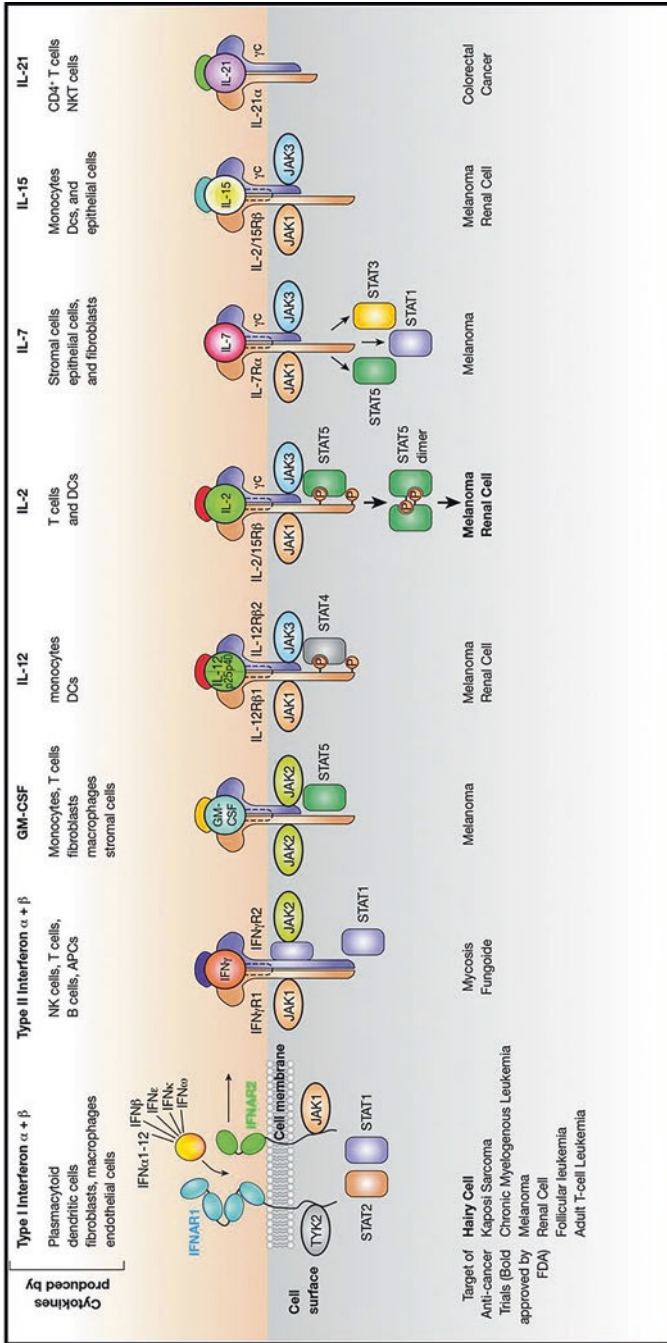 Cytokines
produced by
Type I Interferon α + β
Plasmacytoid
dendritic cells
fibroblasts, macrophages
endothelial cells
Type II Interferon α + β
NK cells, T cells,
B cells, APCs
GM-CSF
Monocytes, T cells
fibroblasts
macrophages
stromal cells
IL-12
monocytes
DCs
IL-2
T cells
and DCs
IL-7
Stromal cells
epithelial cells,
and fibroblasts
IL-15
Monocytes
Dcs, and
epithelial cells
IL-21
CD4+ T cells
NKT cells
IFNα1-12
IFNβ
IFNε
IFNκ
IFNω
IFNAR1
IFNAR2
Cell membrane
Cell
surface
TYK2
JAK1
STAT2
STAT1
IFNγ
IFNγR1
IFNγR2
JAK1
JAK2
STAT1
GM-
CSF
JAK2
JAK2
STAT5
IL-12
p25p40
IL-12Rβ1
IL-12Rβ2
JAK1
JAK3
P
P
STAT4
IL-2
IL-2/15Rβ
γc
JAK1
JAK3
P
P
STAT5
P
P
STAT5
dimer
IL-7
IL-7Rα
γc
JAK1
JAK3
STAT5
STAT1
STAT3
IL-15
IL-2/15Rβ
γc
JAK1
JAK3
IL-21
IL-21α
γc
Target of
Anti-cancer
Trials (Bold
approved by
FDA)
Hairy Cell
Kaposi Sarcoma
Chronic Myelogenous Leukemia
Melanoma
Renal Cell
Follicular leukemia
Adult T-cell Leukemia
Mycosis
Fungoide
Melanoma
Melanoma
Renal Cell
Melanoma
Renal Cell
Melanoma
Melanoma
Renal Cell
Colorectal
Cancer